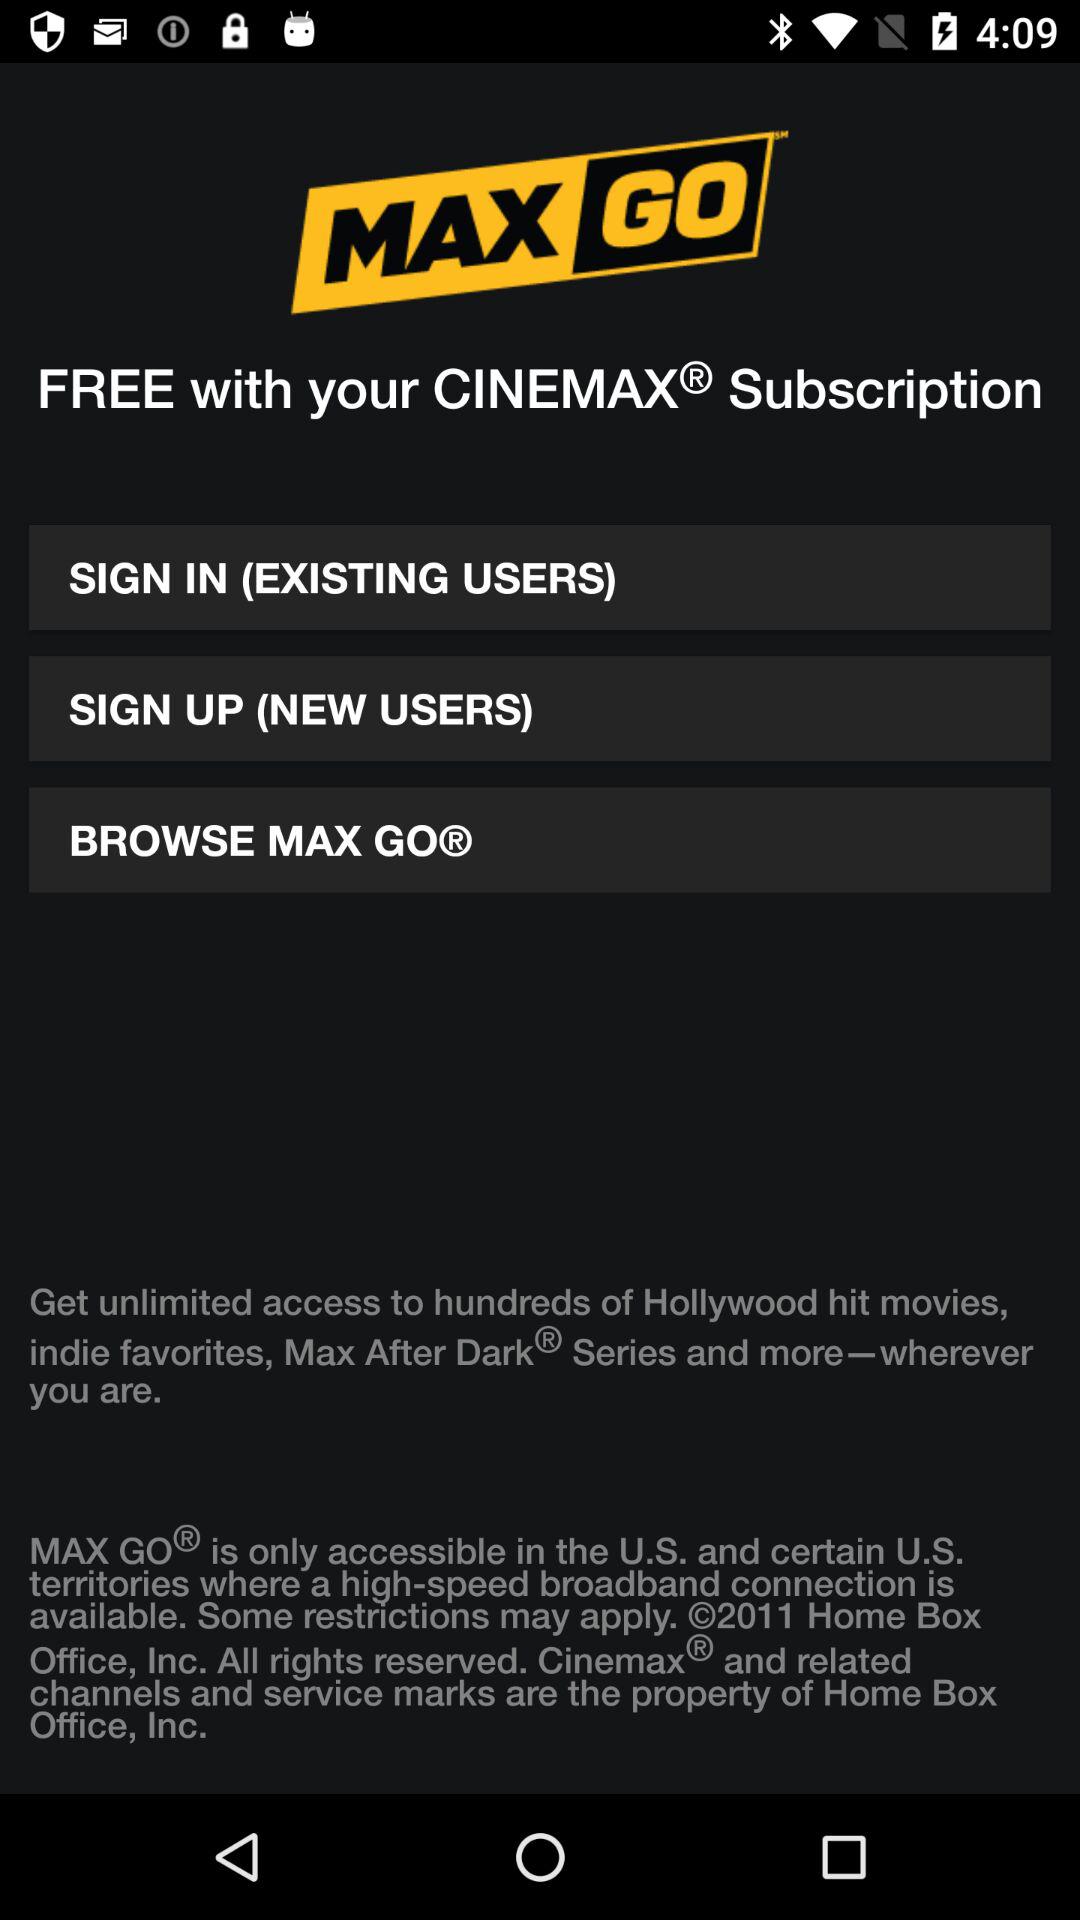 4:09
MAX GO℠
FREE with your CINEMAX® Subscription
SIGN IN (EXISTING USERS)
SIGN UP (NEW USERS)
BROWSE MAX GO®
Get unlimited access to hundreds of Hollywood hit movies,
indie favorites, Max After Dark® Series and more—wherever
you are.
MAX GO® is only accessible in the U.S. and certain U.S.
territories where a high-speed broadband connection is
available. Some restrictions may apply. ©2011 Home Box
Office, Inc. All rights reserved. Cinemax® and related
channels and service marks are the property of Home Box
Office, Inc.